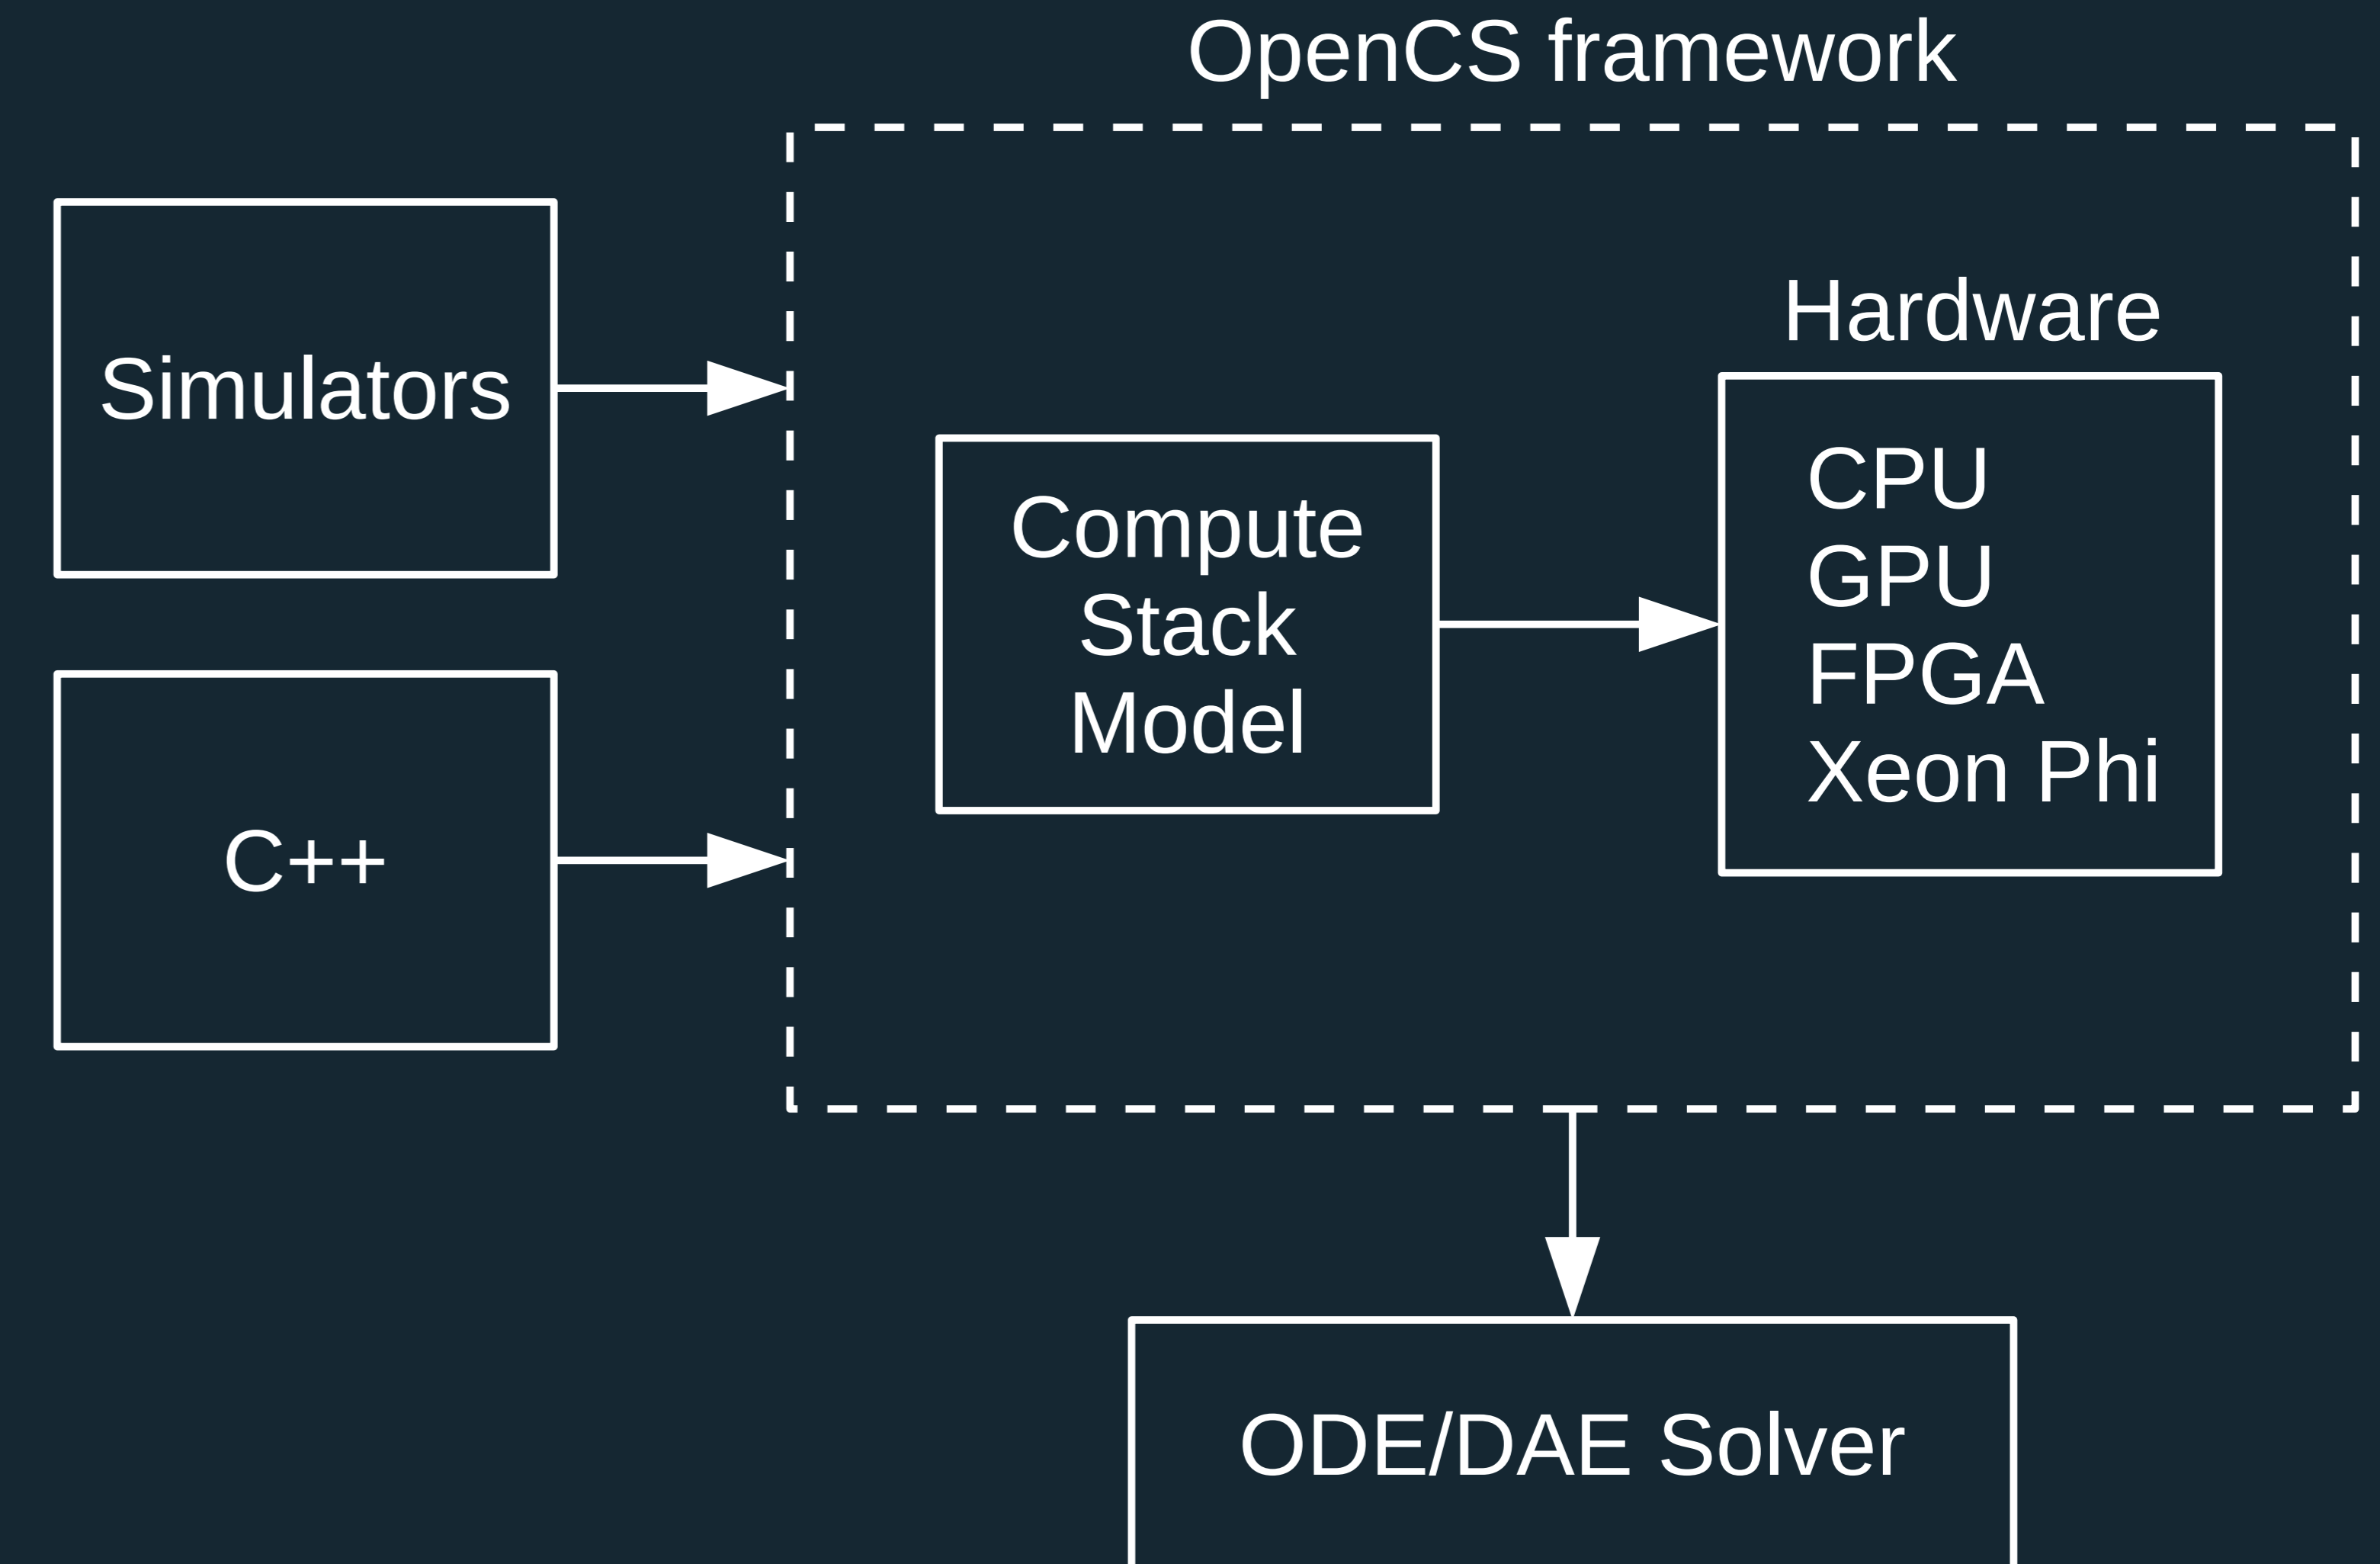 OpenCS framework
Simulators
Hardware
Compute
Stack
Model
CPU
GPU
FPGA
Xeon Phi
C++
ODE/DAE Solver